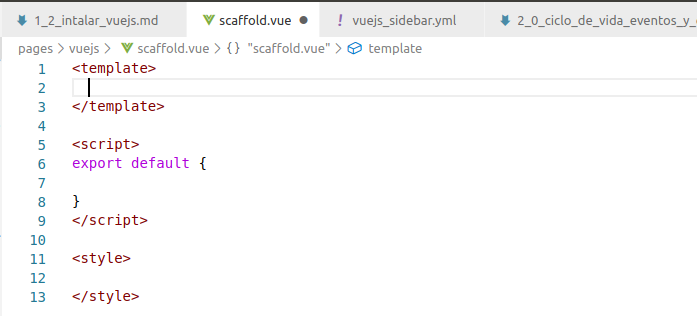 1_2_intalar_vuejs.md scaffold.vue ! vuejs_sidebar.yml 2_0_ciclo_de_vida_eventos_y_
pages > vuejs > scaffold.vue > {} "scaffold.vue" > template
1 <template>
2
3 </template>
4
5 <script>
6 export default {
7
8 }
9 </script>
10
11 <style>
12
13 </style>